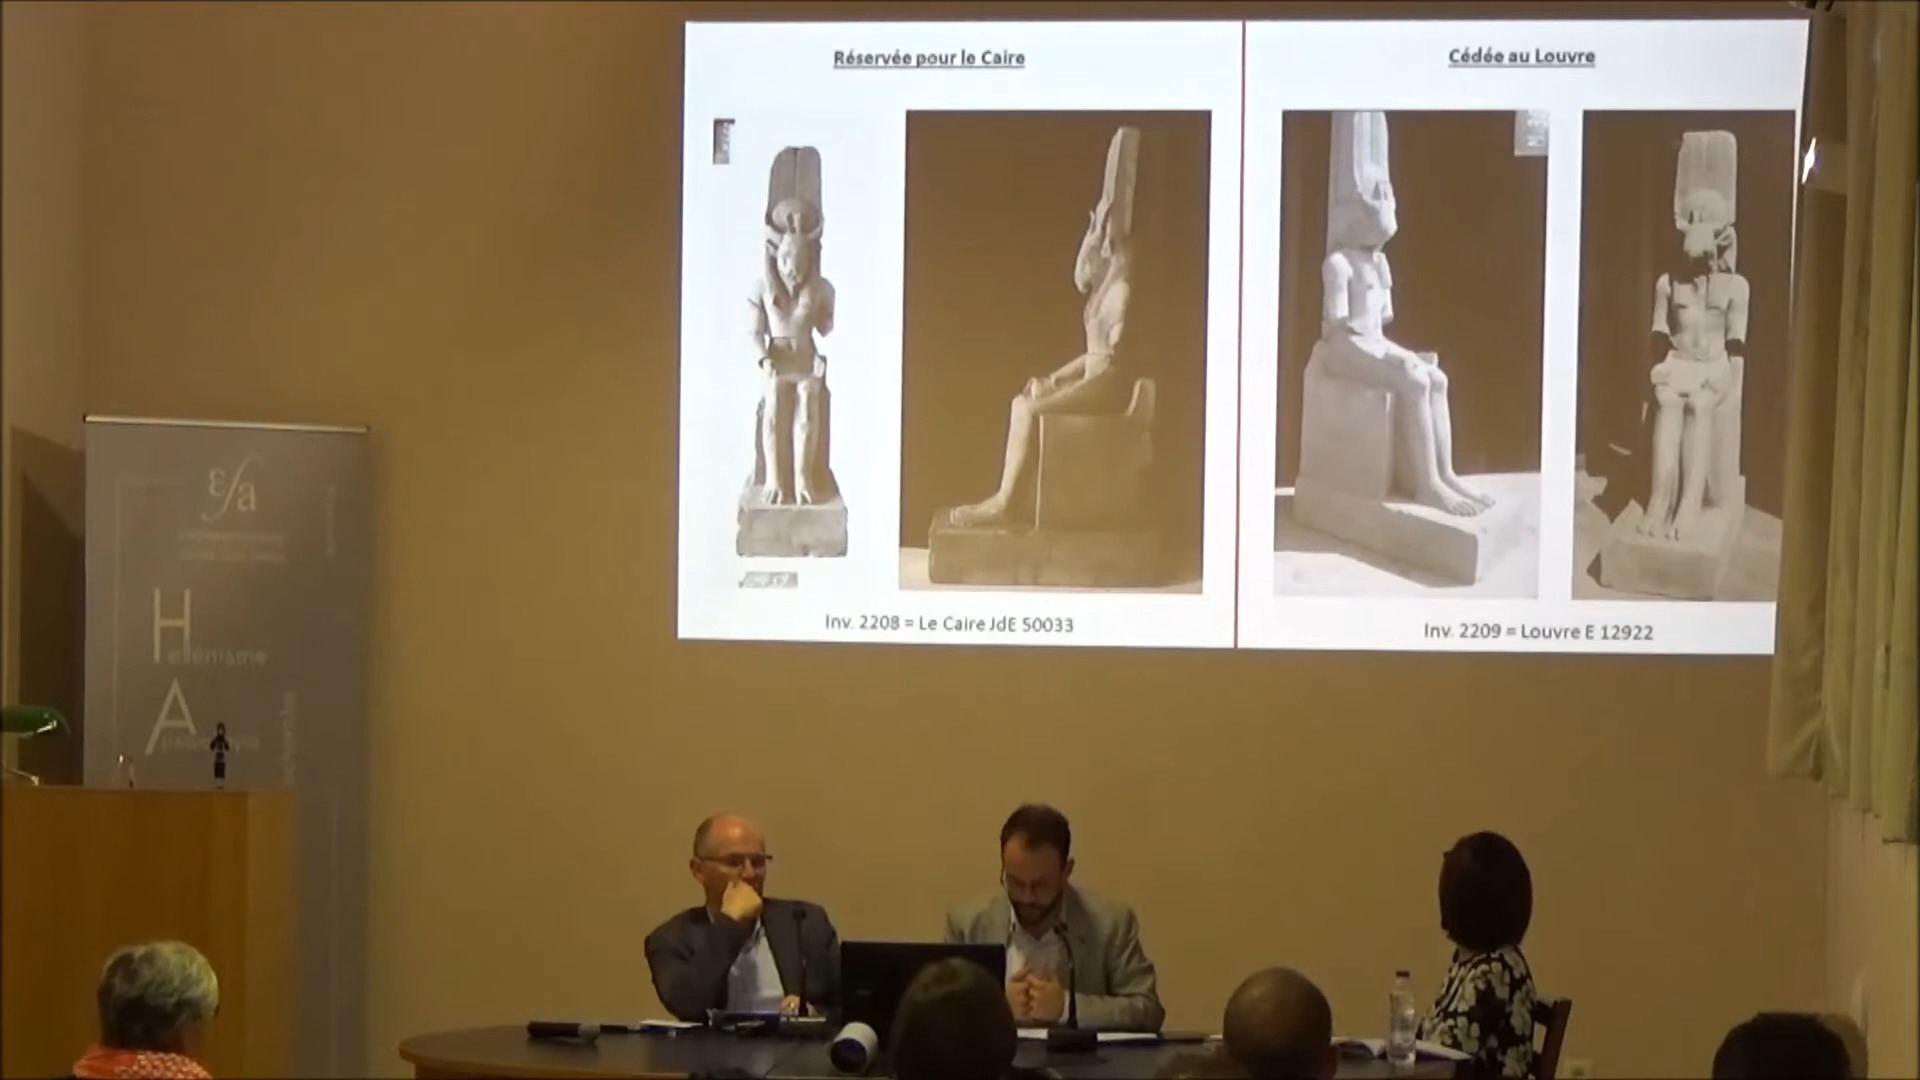 Réservée pour le Caire
Cédée au Louvre
Inv. 2208 = Le Caire JdE 50033
Inv. 2209 = Louvre E 12922
εfa
Hellénisme
A